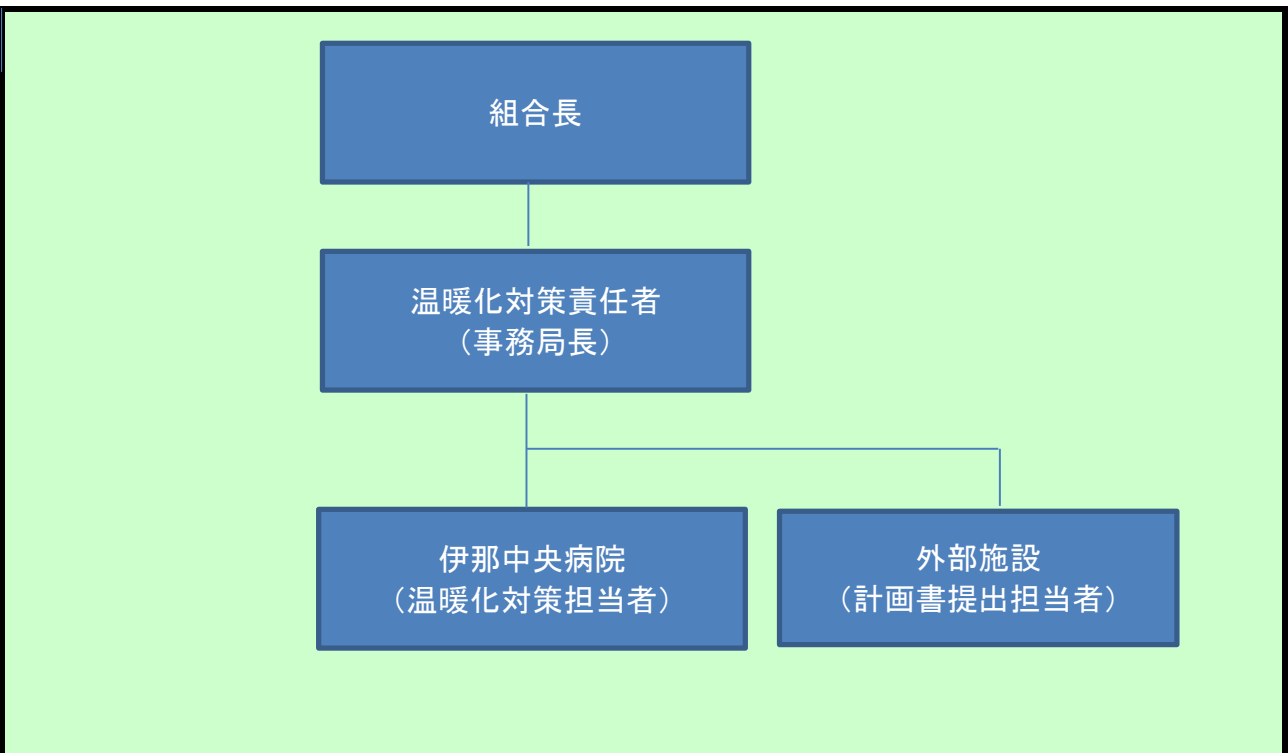 組合長
温暖化対策責任者
（事務局長）
伊那中央病院
（温暖化対策担当者）
外部施設
（計画書提出担当者）